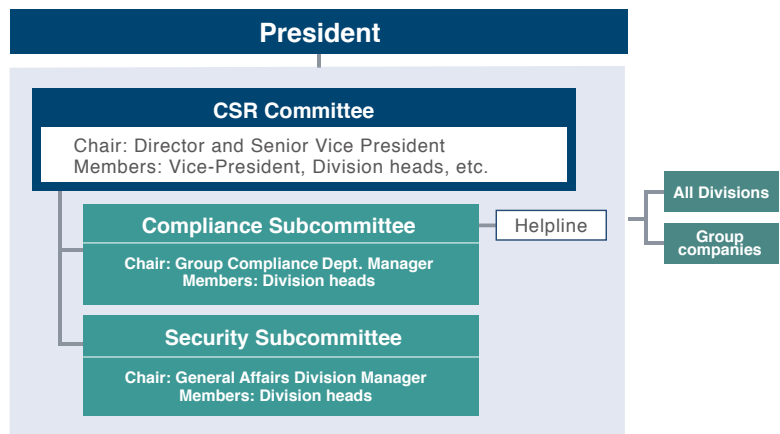 President
CSR Committee
Chair: Director and Senior Vice President
Members: Vice-President, Division heads, etc.
Compliance Subcommittee
Chair: Group Compliance Dept. Manager
Members: Division heads
Helpline
Security Subcommittee
Chair: General Affairs Division Manager
Members: Division heads
All Divisions
Group
companies